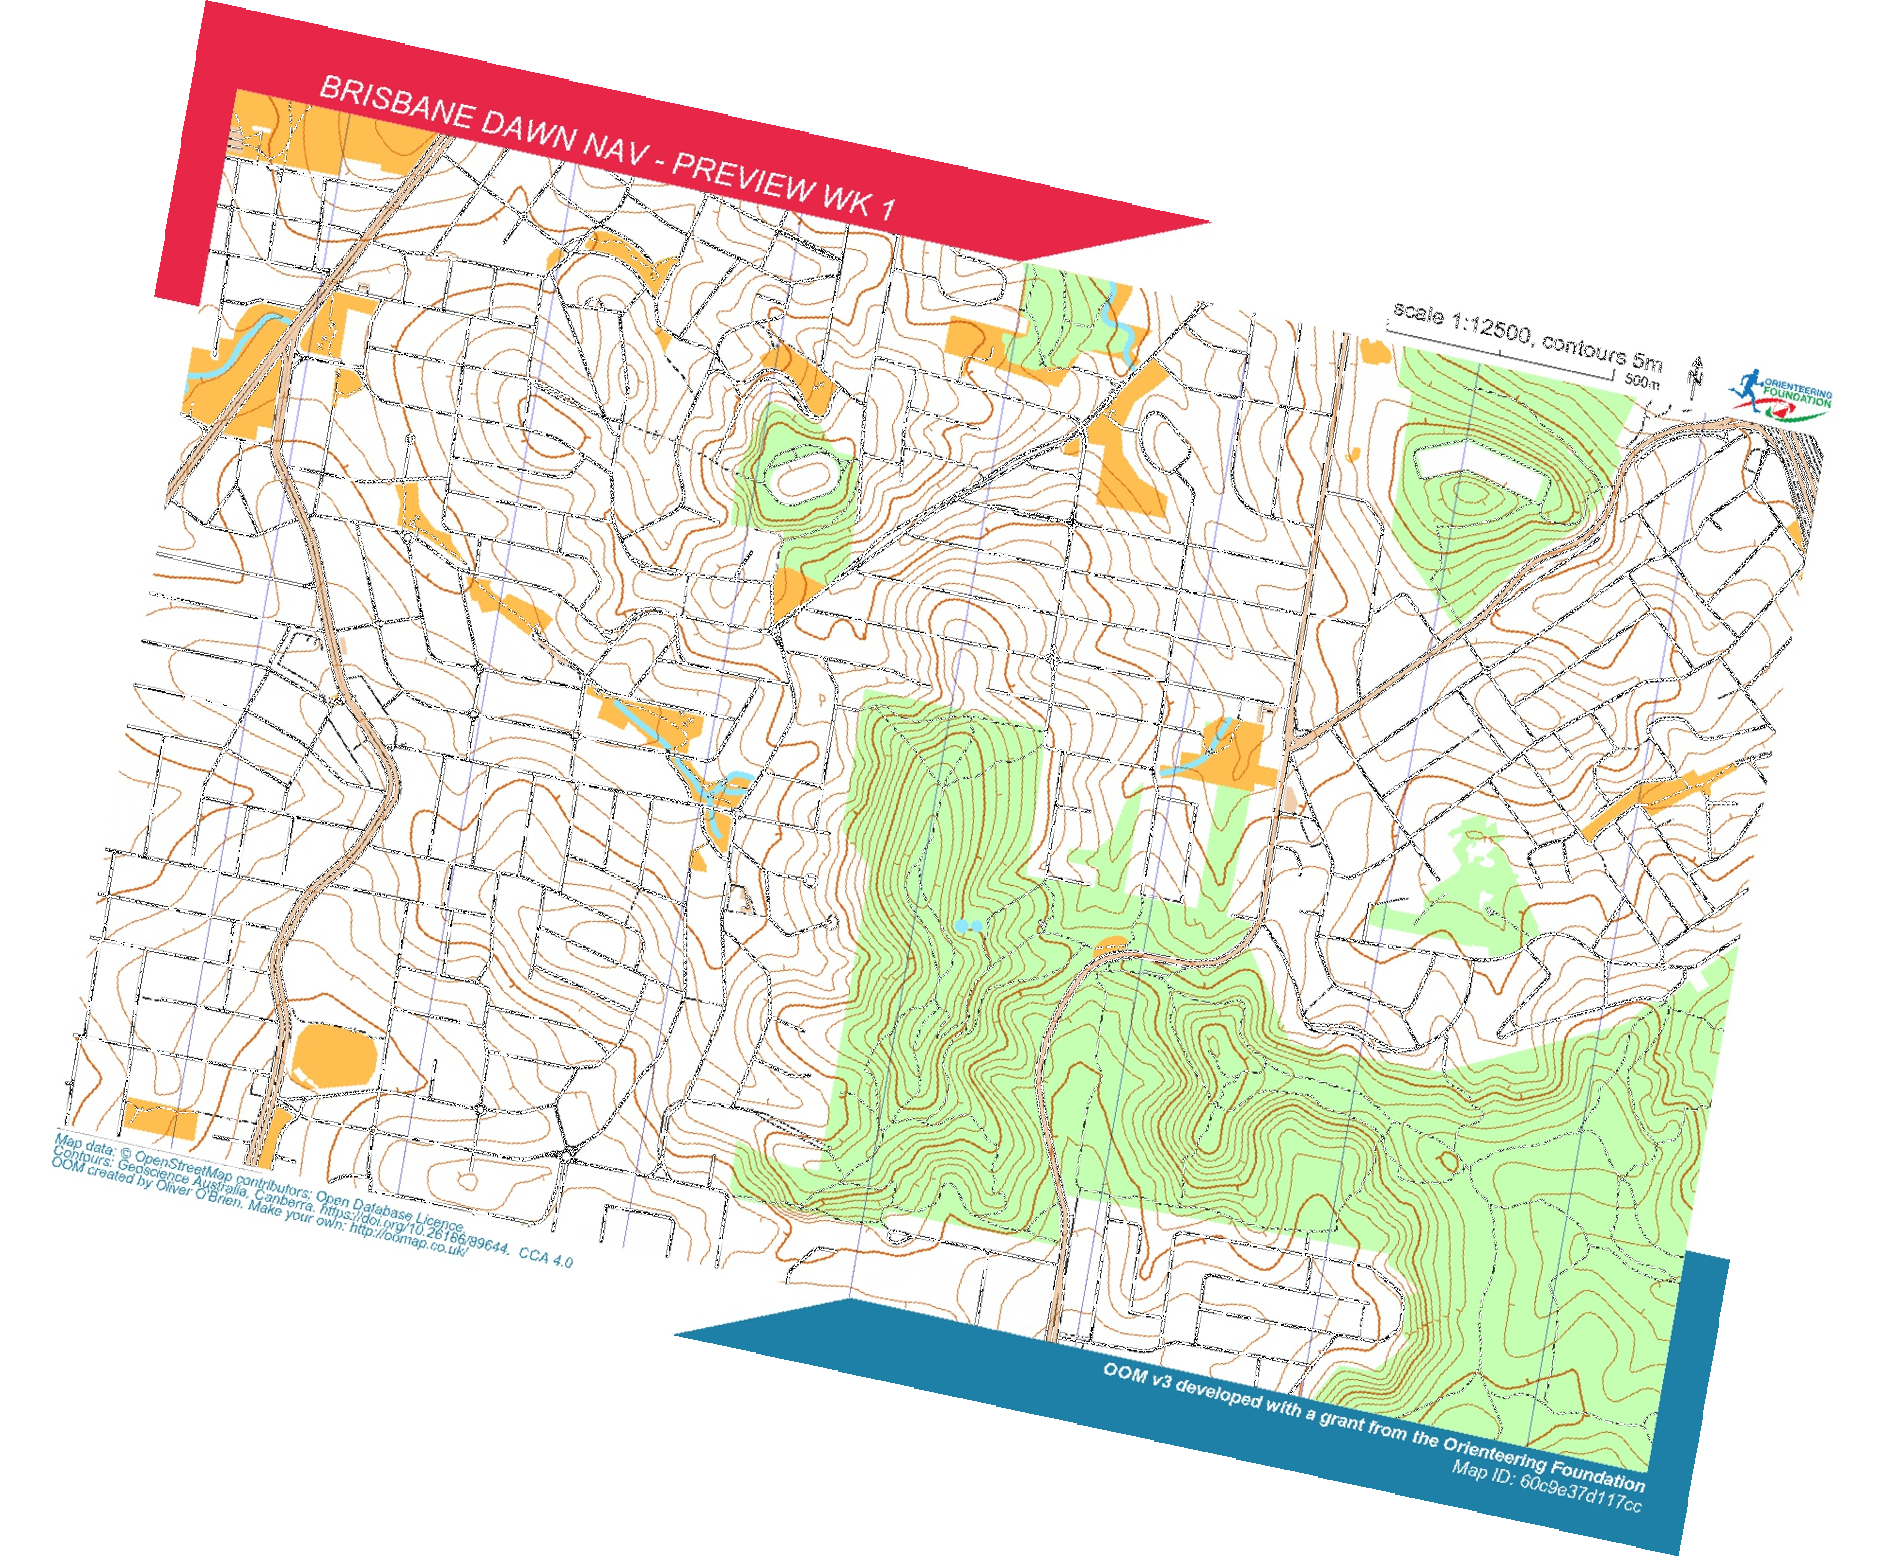 BRISBANE DAWN NAV - PREVIEW WK 1
scale 1:12500, contours 5m
500m
N
ORIENTEERING
FOUNDATION
Map data: © OpenStreetMap contributors, Open Database Licence.
Contours: Geoscience Australia, Canberra. https://doi.org/10.26186/89644. CCA 4.0
OOM created by Oliver O'Brien. Make your own: http://oomap.co.uk/
OOM v3 developed with a grant from the Orienteering Foundation
Map ID: 60c9e37d117cc